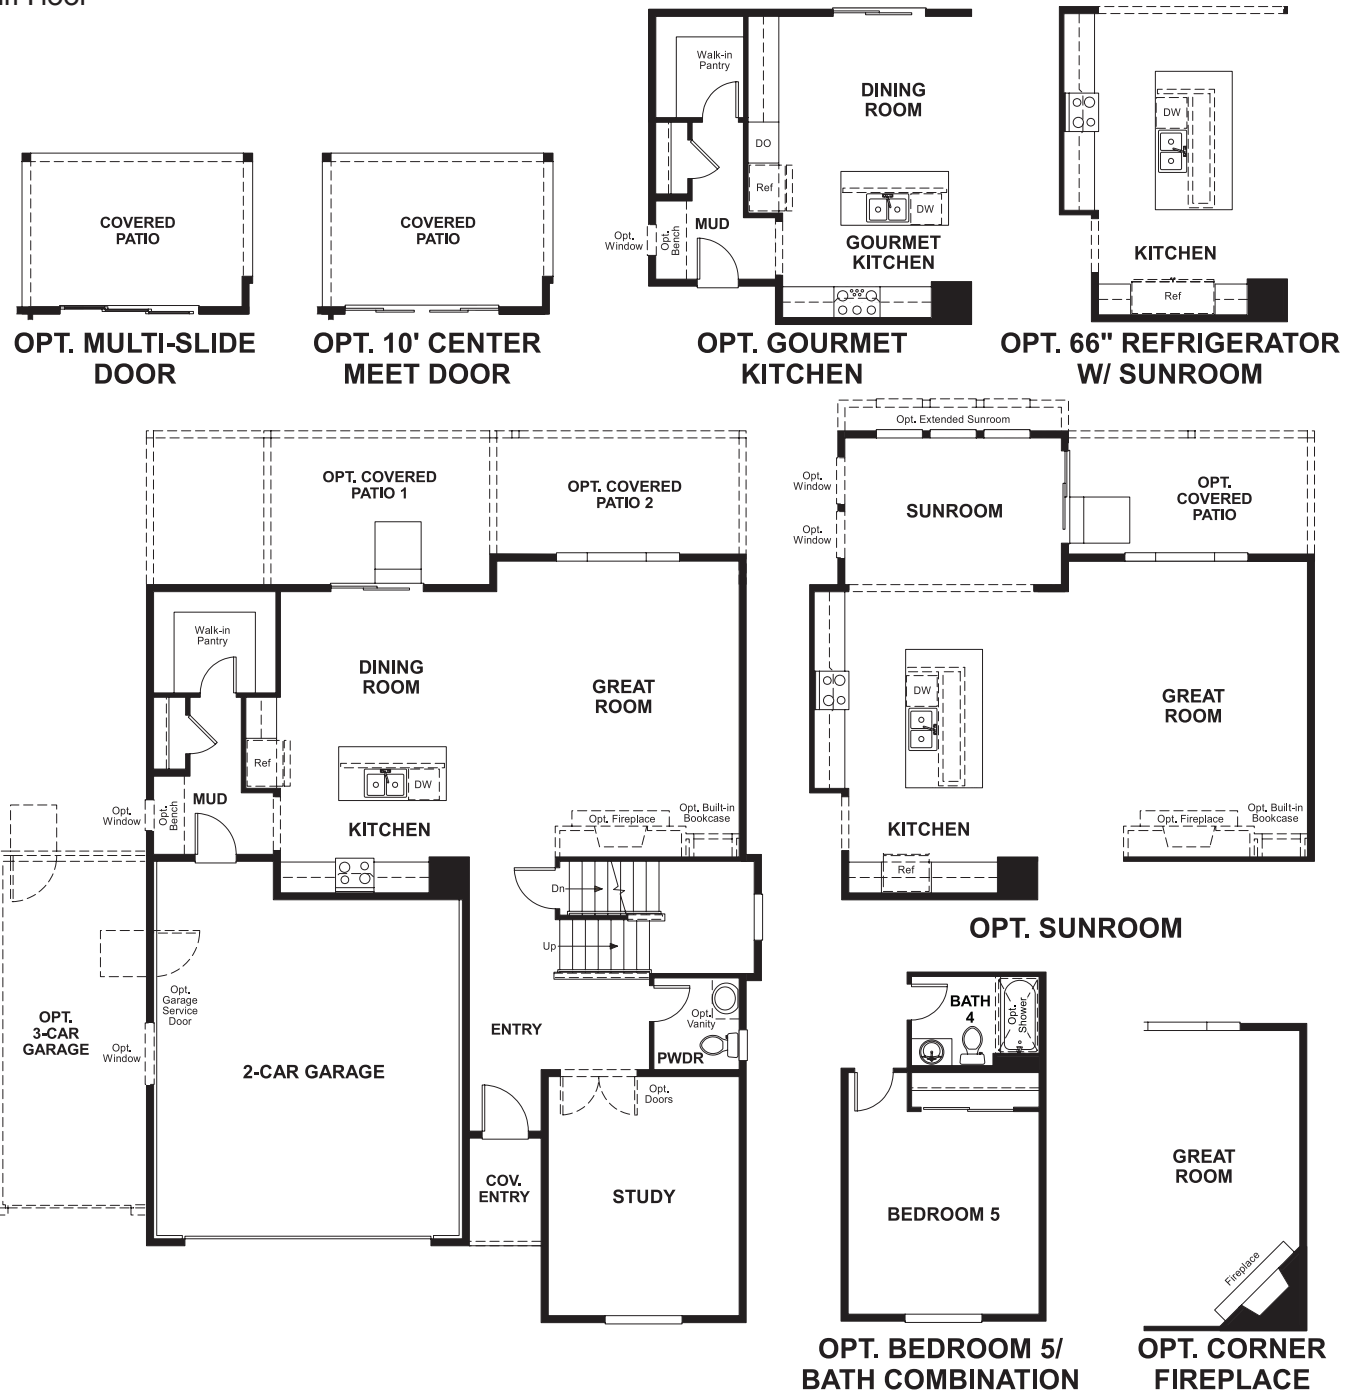 Walk-in
Pantry
DINING
ROOM
DO
Ref
DW
MUD
Opt.
Window
Opt.
Bench
GOURMET
KITCHEN
OPT. GOURMET
KITCHEN
DW
KITCHEN
Ref
OPT. 66" REFRIGERATOR
W/ SUNROOM
COVERED
PATIO
OPT. MULTI-SLIDE
DOOR
COVERED
PATIO
OPT. 10' CENTER
MEET DOOR
OPT. COVERED
PATIO 1
OPT. COVERED
PATIO 2
Walk-in
Pantry
DINING
ROOM
GREAT
ROOM
Ref
DW
MUD
Opt.
Window
Opt.
Bench
KITCHEN
Opt. Fireplace
Opt. Built-in
Bookcase
Dn
Up
Opt.
Garage
Service
Door
OPT.
3-CAR
GARAGE
Opt.
Window
2-CAR GARAGE
ENTRY
Opt.
Vanity
PWDR
Opt.
Doors
COV.
ENTRY
STUDY
Opt. Extended Sunroom
Opt.
Window
Opt.
Window
SUNROOM
OPT.
COVERED
PATIO
DW
GREAT
ROOM
KITCHEN
Ref
Opt. Fireplace
Opt. Built-in
Bookcase
OPT. SUNROOM
BATH
4
Opt.
Shower
BEDROOM 5
OPT. BEDROOM 5/
BATH COMBINATION
GREAT
ROOM
Fireplace
OPT. CORNER
FIREPLACE